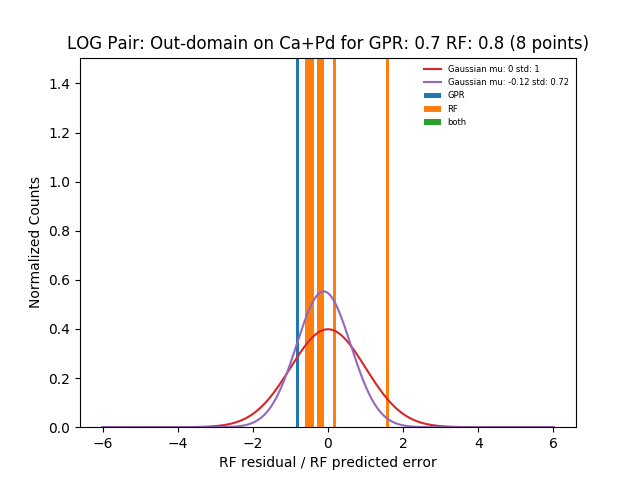 LOG Pair: Out-domain on Ca+Pd for GPR: 0.7 RF: 0.8 (8 points)
Gaussian mu: 0 std: 1
Gaussian mu: -0.12 std: 0.72
GPR
RF
both
Normalized Counts
1.4
1.2
1.0
0.8
0.6
0.4
0.2
0.0
−6 −4 −2 0 2 4 6
RF residual / RF predicted error